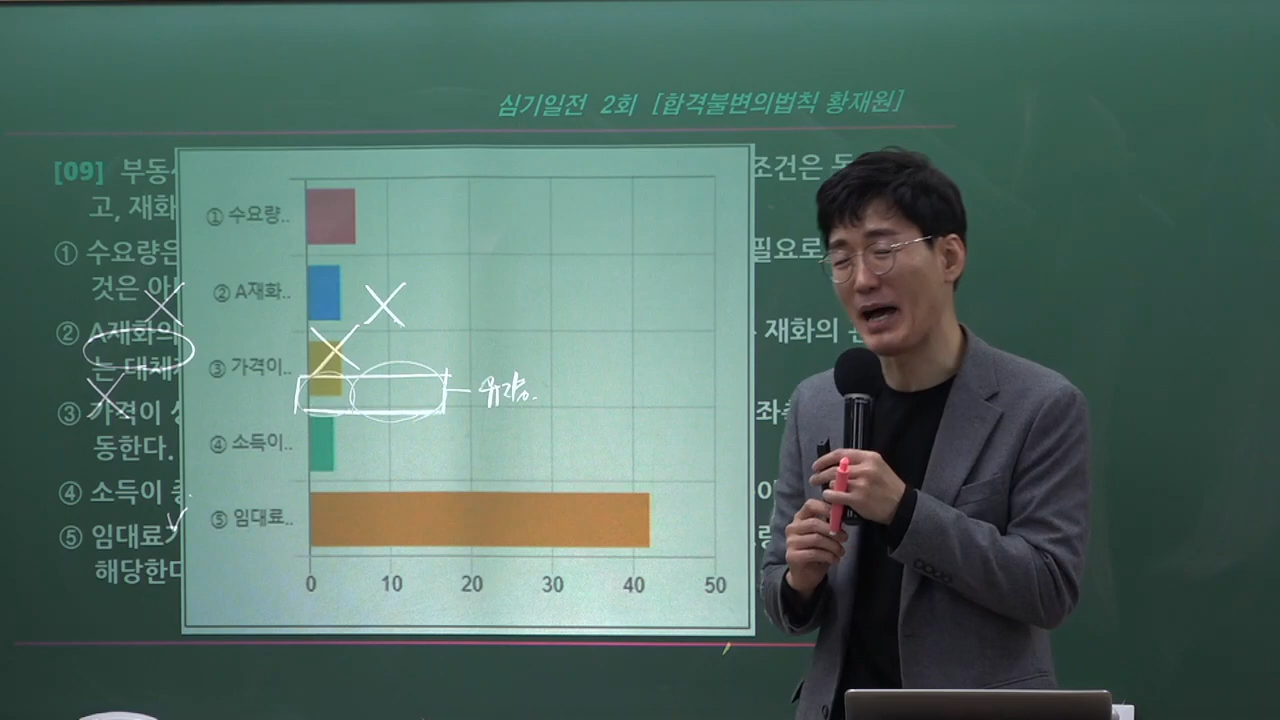 심기일전 2회 [합격불변의법칙 황재원]
[09] 부동 조건은
고, 재화
① 수요량은 필요로
것은 아
② A재화의 재화의
는 대체
③ 가격이 좌측
동한다.
④ 소득이
⑤ 임대료가
해당한다
① 수요량..
② A재화..
③ 가격이..
유량.
④ 소득이..
⑤ 임대료..
0 10 20 30 40 50